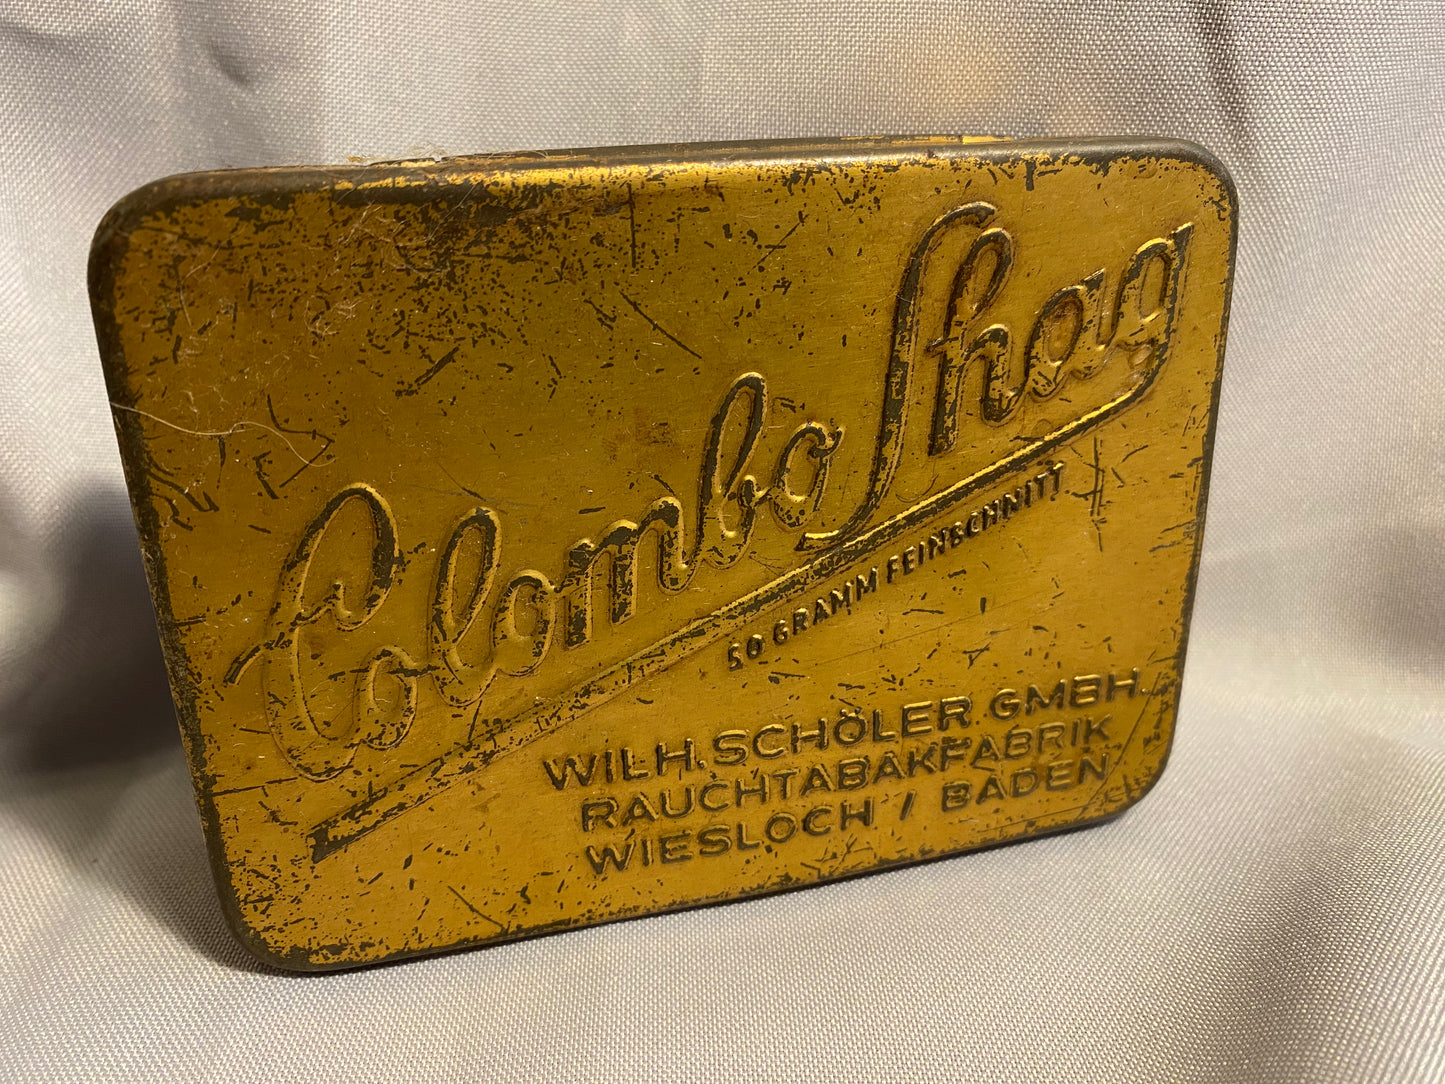 Colombo Shag
50 GRAMM FEINSCHNITT
WILH. SCHÖLER GMBH.
RAUCHTABAKFABRIK
WIESLOCH / BADEN